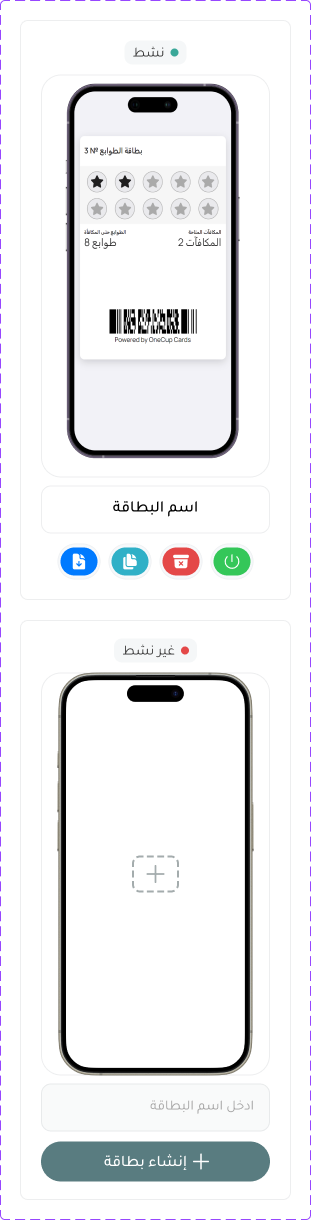 نشط
بطاقة الطوابع № 3
الطوابع حتى المكافأة
المكافآت المتاحة
8 طوابع
2 المكافآت
Powered by OneCup Cards
اسم البطاقة
غير نشط
ادخل اسم البطاقة
إنشاء بطاقة